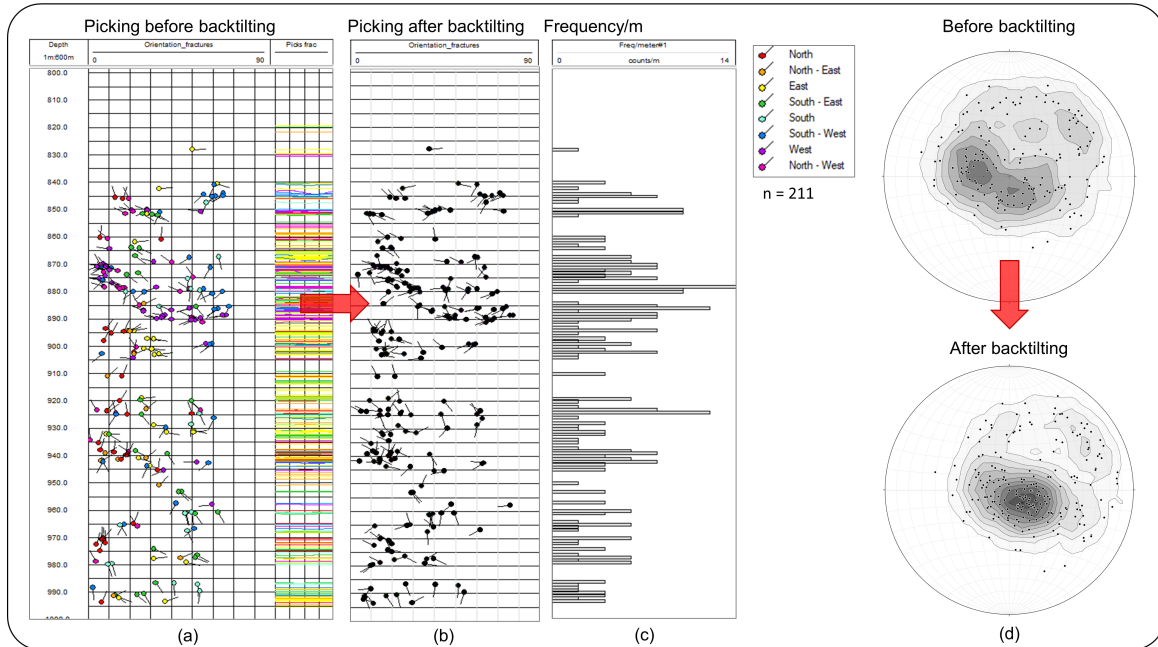 Picking before backtilting
Picking after backtilting
Frequency/m
Before backtilting
Depth
Orientation_fractures
Picks frac
1m:600m
0
90
Orientation_fractures
0
90
Freq/meter#1
0
counts/m
14
800.0
810.0
820.0
830.0
840.0
850.0
860.0
870.0
880.0
890.0
900.0
910.0
920.0
930.0
940.0
950.0
960.0
970.0
980.0
990.0
North
North - East
East
South - East
South
South - West
West
North - West
n = 211
After backtilting
(a)
(b)
(c)
(d)